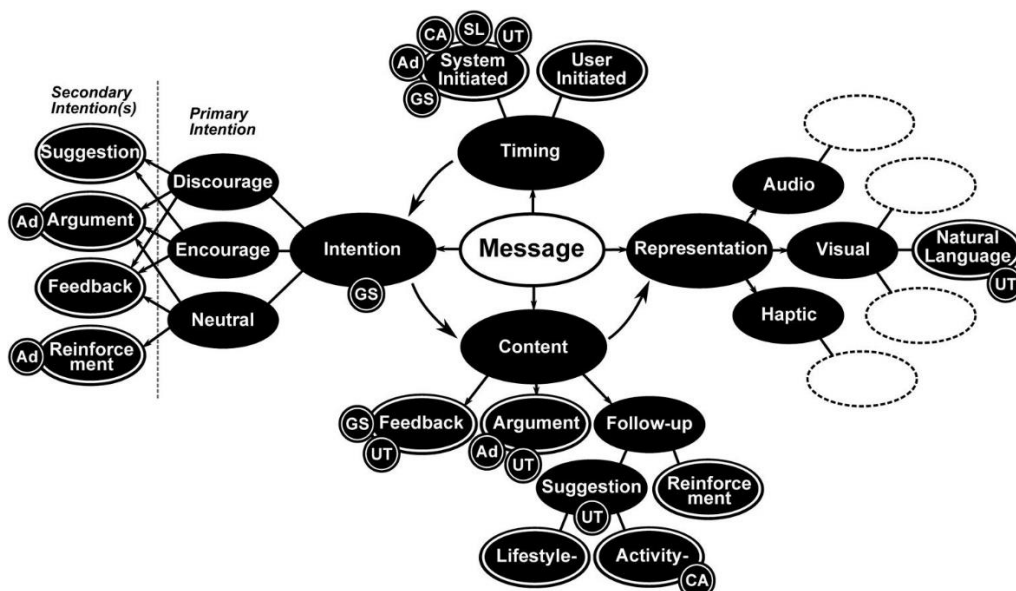 CA
SL
UT
Ad
System
Initiated
GS
User
Initiated
Timing
Secondary
Intention(s)
Primary
Intention
Suggestion
Discourage
Ad
Argument
Encourage
Feedback
Neutral
Ad
Reinforce
ment
Intention
GS
Message
Representation
Audio
Visual
Natural
Language
UT
Haptic
Content
GS
Feedback
UT
Argument
Ad
UT
Follow-up
Suggestion
UT
Reinforce
ment
Lifestyle-
Activity-
CA